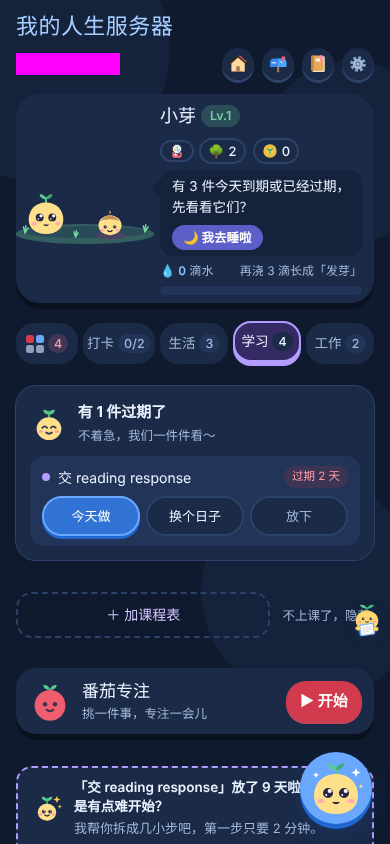 我的人生服务器
小芽 Lv.1
2
0
有 3 件今天到期或已经过期，
先看看它们?
我去睡啦
0 滴水 再浇 3 滴长成「发芽」
4
打卡 0/2
生活 3
学习 4
工作 2
有 1 件过期了
不着急，我们一件件看～
交 reading response 过期 2 天
今天做 换个日子 放下
＋ 加课程表 不上课了，隐
番茄专注
挑一件事，专注一会儿
开始
「交 reading response」放了 9 天啦
是有点难开始?
我帮你拆成几小步吧，第一步只要 2 分钟。